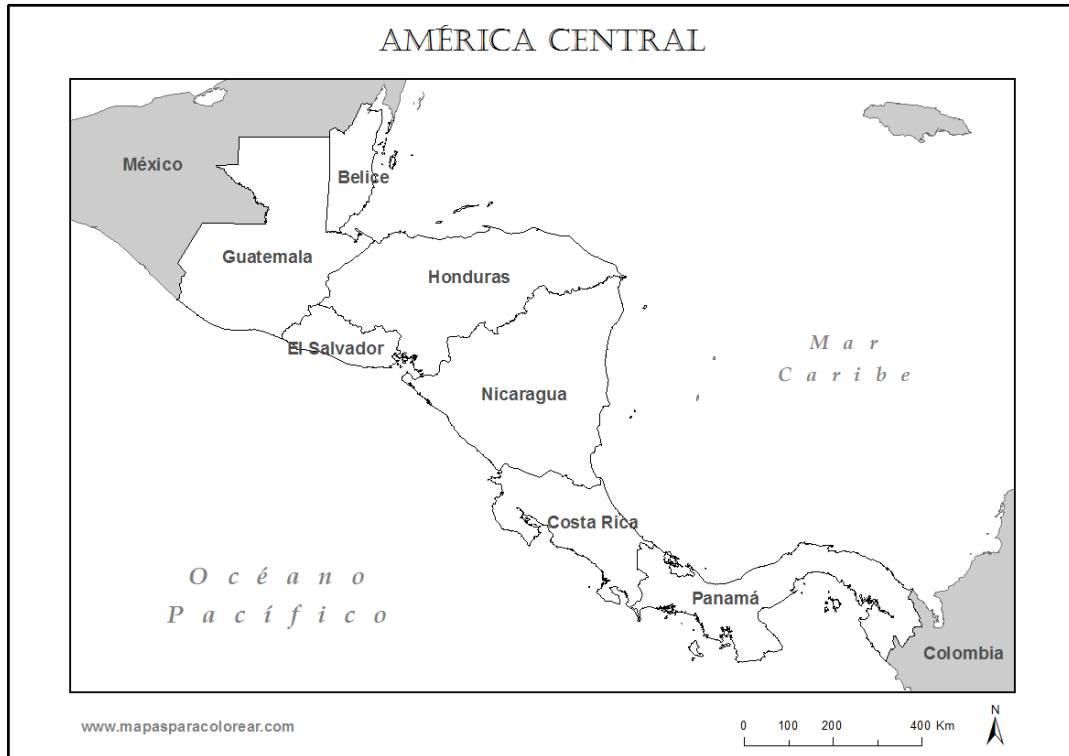 AMÉRICA CENTRAL
México
Belice
Guatemala
Honduras
El Salvador
Mar
Caribe
Nicaragua
Costa Rica
Océano
Pacífico
Panamá
Colombia
www.mapasparacolorear.com
N
0 100 200 400 Km